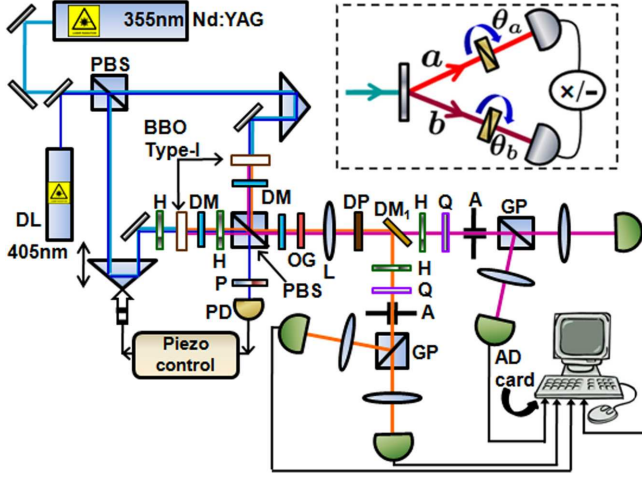 355nm Nd:YAG
PBS
θa
a
×/-
b
θb
BBO
Type-I
DL
405nm
H
DM
H
DM
OG
L
DP
DM1
H
Q
A
GP
P
PD
PBS
H
Q
A
GP
Piezo
control
AD
card